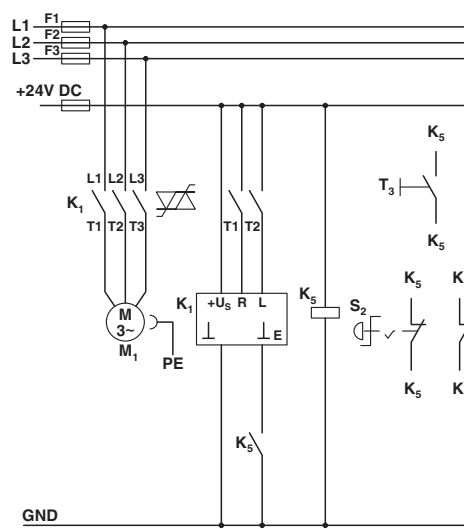 L1 F1
L2 F2
L3 F3
+24V DC
L1 L2 L3
K₁
T1 T2 T3
T1 T2
K₅
T₃
K₅
K₁ +Uₛ R L
E
K₅
S₂
K₅ K
K₅ K
M
3~
M₁
PE
K₅
GND